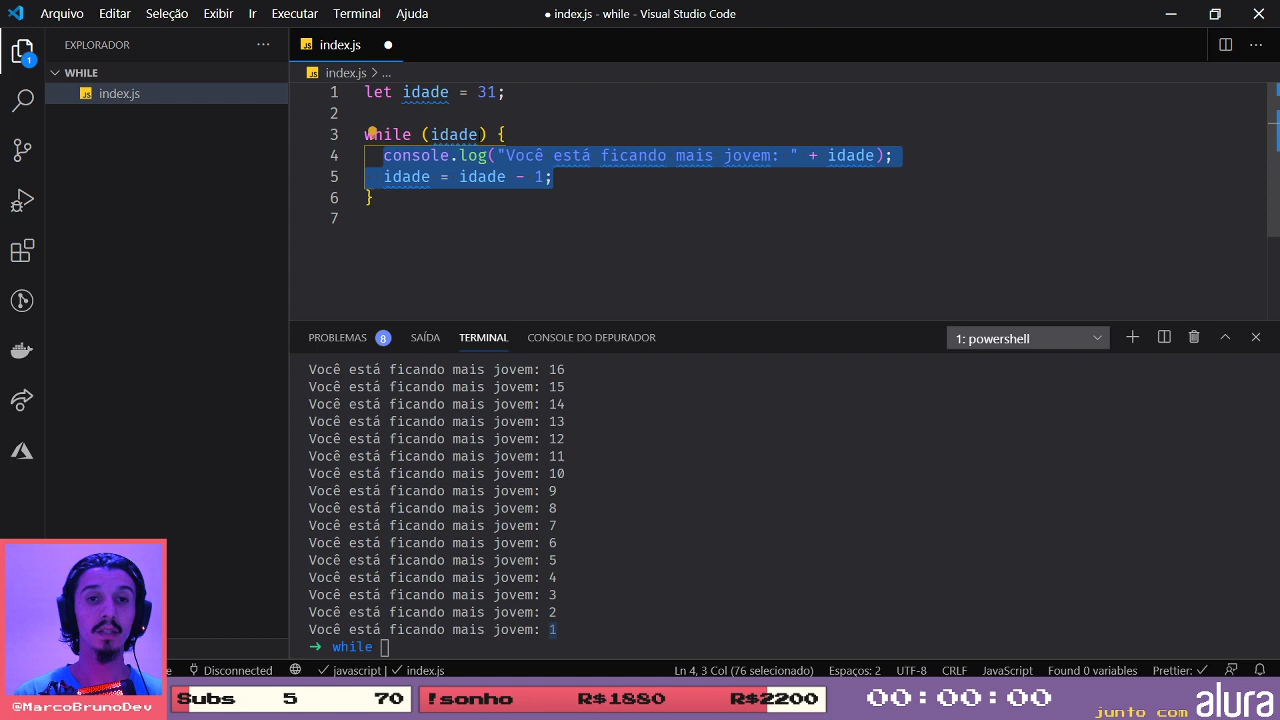 Arquivo Editar Seleção Exibir Ir Executar Terminal Ajuda
● index.js - while - Visual Studio Code
EXPLORADOR
WHILE
JS index.js
1
JS index.js
JS index.js > ...
1 let idade = 31;
2
3 while (idade) {
4 console.log("Você está ficando mais jovem: " + idade);
5 idade = idade - 1;
6 }
7
PROBLEMAS 8 SAÍDA TERMINAL CONSOLE DO DEPURADOR
1: powershell
Você está ficando mais jovem: 16
Você está ficando mais jovem: 15
Você está ficando mais jovem: 14
Você está ficando mais jovem: 13
Você está ficando mais jovem: 12
Você está ficando mais jovem: 11
Você está ficando mais jovem: 10
Você está ficando mais jovem: 9
Você está ficando mais jovem: 8
Você está ficando mais jovem: 7
Você está ficando mais jovem: 6
Você está ficando mais jovem: 5
Você está ficando mais jovem: 4
Você está ficando mais jovem: 3
Você está ficando mais jovem: 2
Você está ficando mais jovem: 1
→ while
Disconnected ✓ javascript | ✓ index.js Ln 4, 3 Col (76 selecionado) Espaços: 2 UTF-8 CRLF JavaScript Found 0 variables Prettier: ✓
@MarcoBrunoDev
Subs 5 70
!sonho R$1880 R$2200
00:00:00
junto com alura